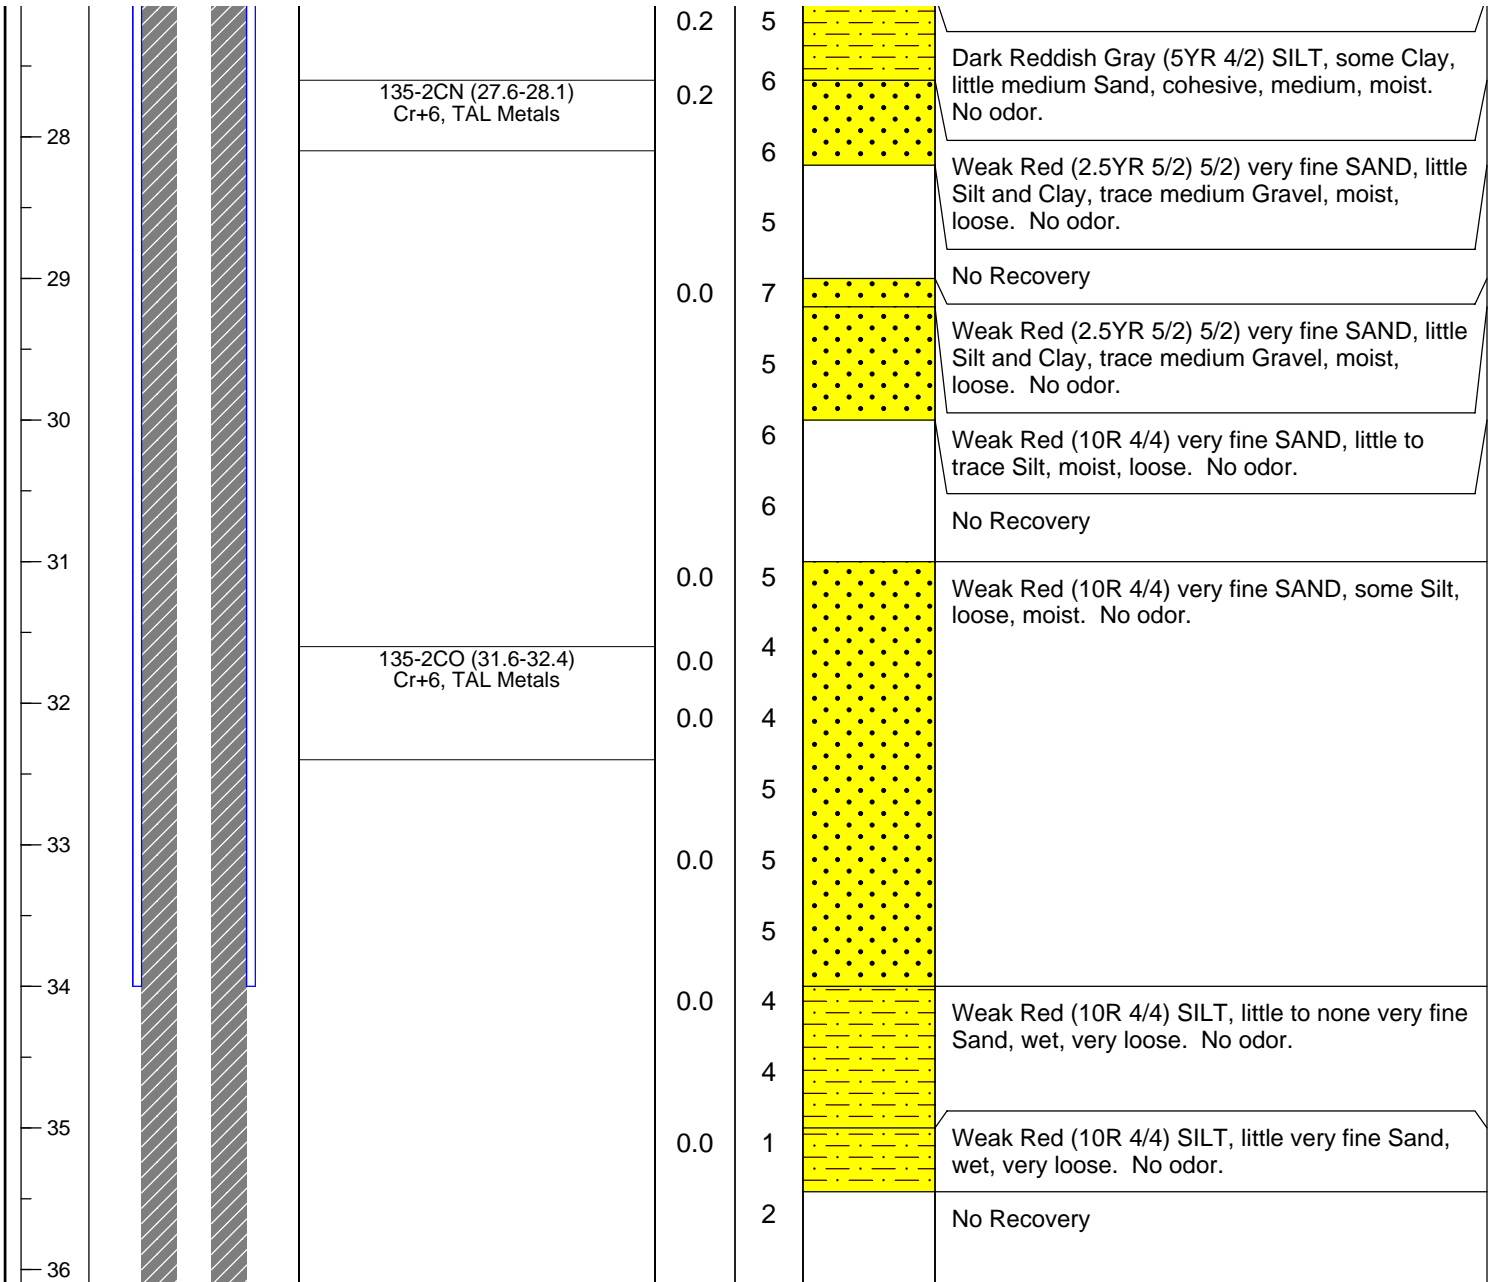 0.2
5
Dark Reddish Gray (5YR 4/2) SILT, some Clay,
little medium Sand, cohesive, medium, moist.
No odor.
6
135-2CN (27.6-28.1)
Cr+6, TAL Metals
0.2
28
6
Weak Red (2.5YR 5/2) 5/2) very fine SAND, little
Silt and Clay, trace medium Gravel, moist,
loose. No odor.
5
29
No Recovery
0.0
7
Weak Red (2.5YR 5/2) 5/2) very fine SAND, little
Silt and Clay, trace medium Gravel, moist,
loose. No odor.
5
30
6
Weak Red (10R 4/4) very fine SAND, little to
trace Silt, moist, loose. No odor.
6
No Recovery
31
0.0
5
Weak Red (10R 4/4) very fine SAND, some Silt,
loose, moist. No odor.
4
135-2CO (31.6-32.4)
Cr+6, TAL Metals
0.0
32
0.0
4
5
33
0.0
5
5
34
0.0
4
Weak Red (10R 4/4) SILT, little to none very fine
Sand, wet, very loose. No odor.
4
35
0.0
1
Weak Red (10R 4/4) SILT, little very fine Sand,
wet, very loose. No odor.
2
No Recovery
36